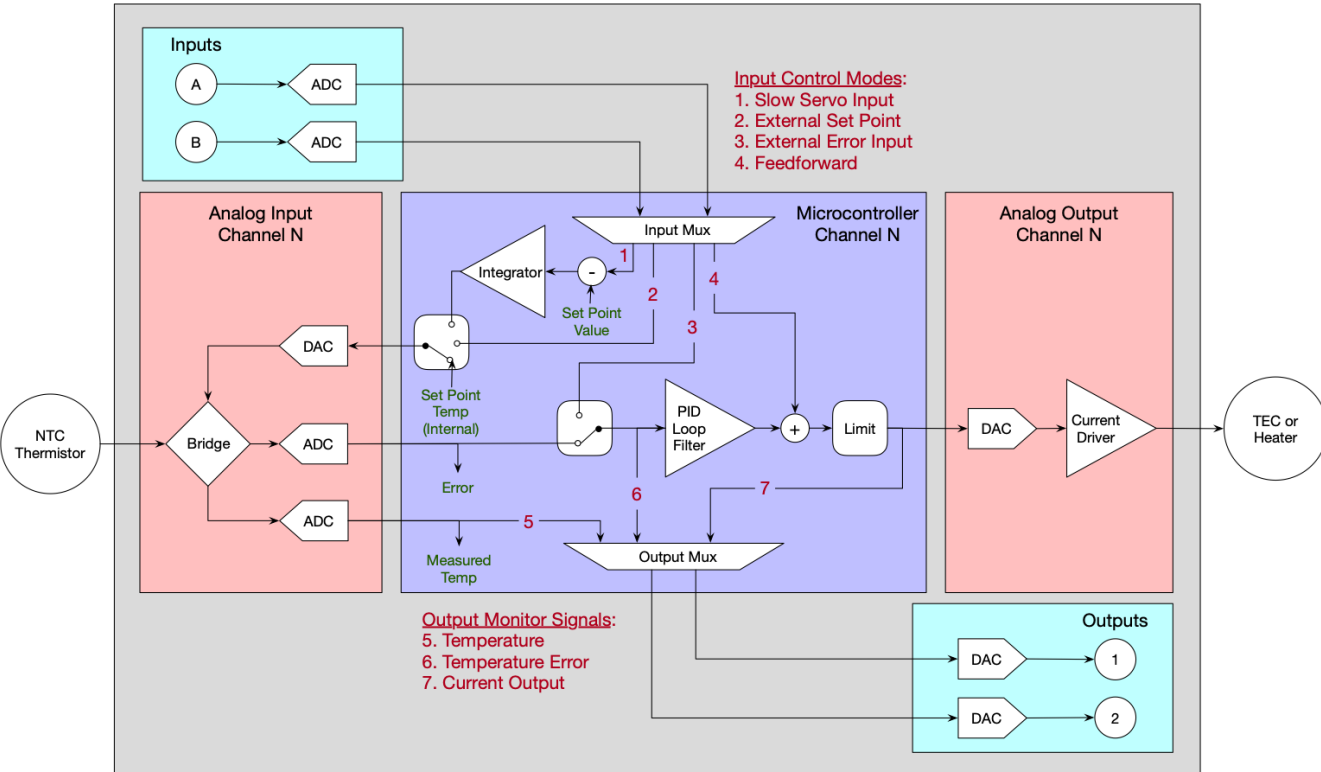 Inputs
A
ADC
B
ADC
Input Control Modes:
1. Slow Servo Input
2. External Set Point
3. External Error Input
4. Feedforward
Analog Input
Channel N
Microcontroller
Channel N
Analog Output
Channel N
Input Mux
1
2
3
4
Integrator
-
Set Point
Value
DAC
Set Point
Temp
(Internal)
NTC
Thermistor
Bridge
ADC
Error
PID
Loop
Filter
+
Limit
DAC
Current
Driver
TEC or
Heater
6
7
ADC
5
Measured
Temp
Output Mux
Output Monitor Signals:
5. Temperature
6. Temperature Error
7. Current Output
Outputs
DAC
1
DAC
2